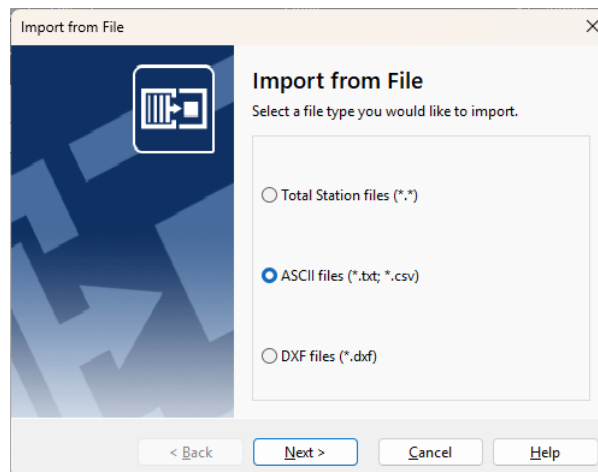 Import from File
Import from File
Select a file type you would like to import.
Total Station files (*.*)
ASCII files (*.txt; *.csv)
DXF files (*.dxf)
< Back Next > Cancel Help